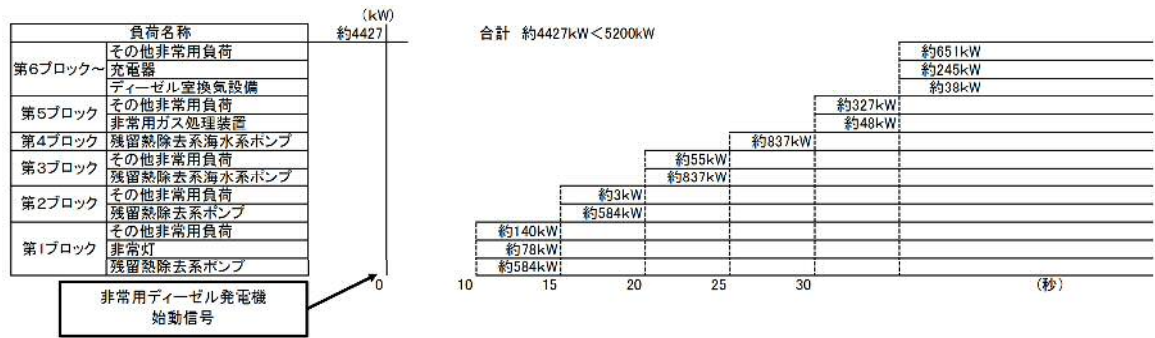 (kW)
負荷名称 約4427 合計 約4427kW<5200kW
第6ブロック～ その他非常用負荷 約651kW
充電器 約245kW
ディーゼル室換気設備 約38kW
第5ブロック その他非常用負荷 約327kW
非常用ガス処理装置 約48kW
第4ブロック 残留熱除去系海水系ポンプ 約837kW
第3ブロック その他非常用負荷 約55kW
残留熱除去系海水系ポンプ 約837kW
第2ブロック その他非常用負荷 約3kW
残留熱除去系ポンプ 約584kW
第1ブロック その他非常用負荷 約140kW
非常灯 約78kW
残留熱除去系ポンプ 約584kW
0 10 15 20 25 30 (秒)
非常用ディーゼル発電機
始動信号